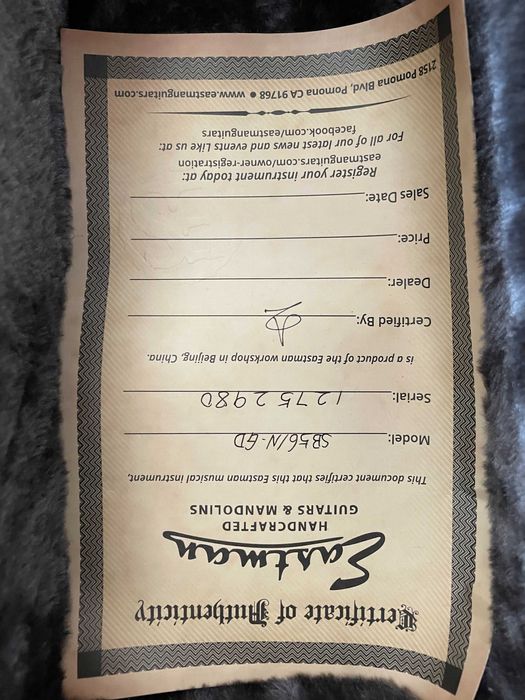 Certificate of Authenticity
Eastman
HANDCRAFTED
GUITARS & MANDOLINS
This document certifies that this Eastman musical instrument,
Model: SB56/N-GD
Serial: 12752980
is a product of the Eastman workshop in Beijing, China.
Certified By:
Dealer:
Price:
Sales Date:
Register your instrument today at:
eastmanguitars.com/owner-registration
For all of our latest news and events Like us at:
facebook.com/eastmanguitars
2158 Pomona Blvd, Pomona CA 91768 ● www.eastmanguitars.com